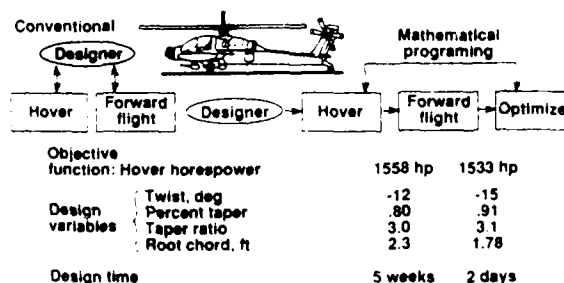 Conventional
Designer
Hover
Forward
flight
Mathematical
programing
Designer
Hover
Forward
flight
Optimize
Objective
function: Hover horespower 1558 hp 1533 hp
Design
variables
Twist, deg -12 -15
Percent taper .80 .91
Taper ratio 3.0 3.1
Root chord, ft 2.3 1.78
Design time 5 weeks 2 days